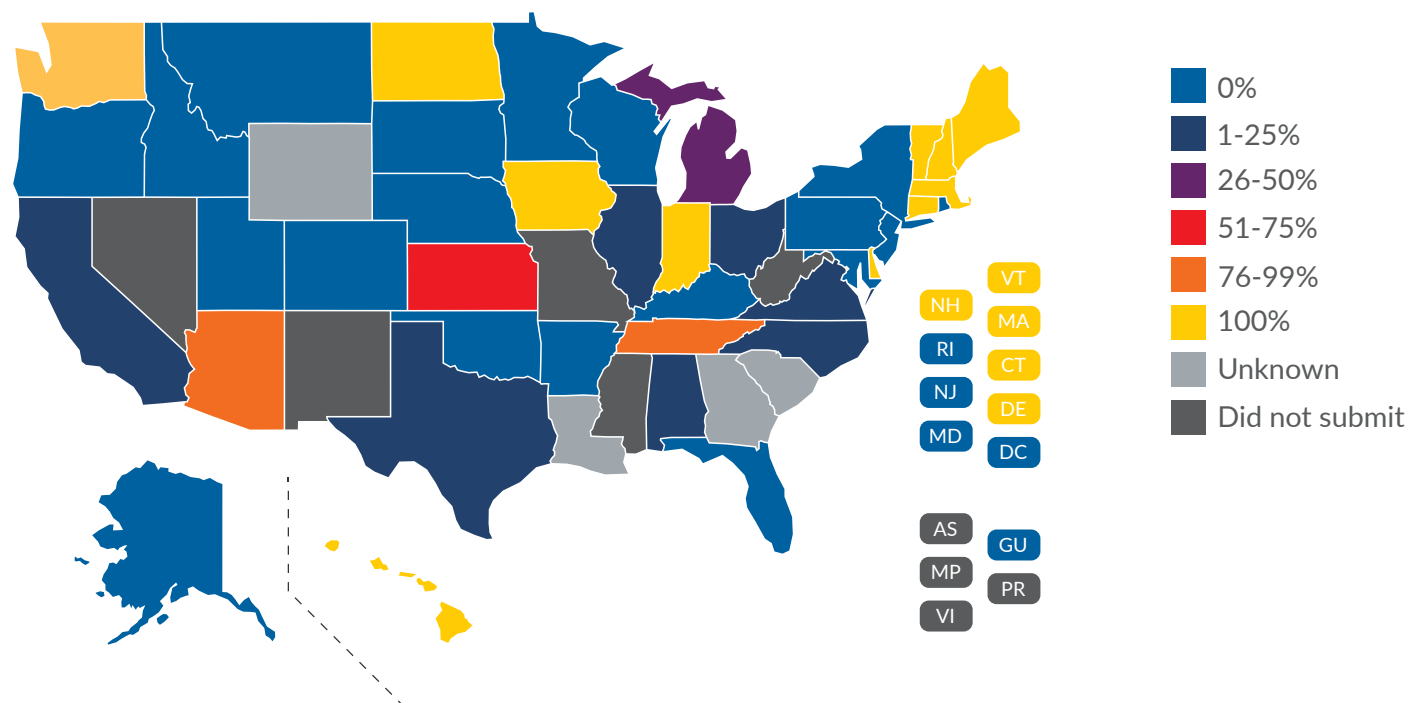 0%
1-25%
26-50%
51-75%
76-99%
100%
Unknown
Did not submit
VT
NH
MA
RI
CT
NJ
DE
MD
DC
AS
GU
MP
PR
VI